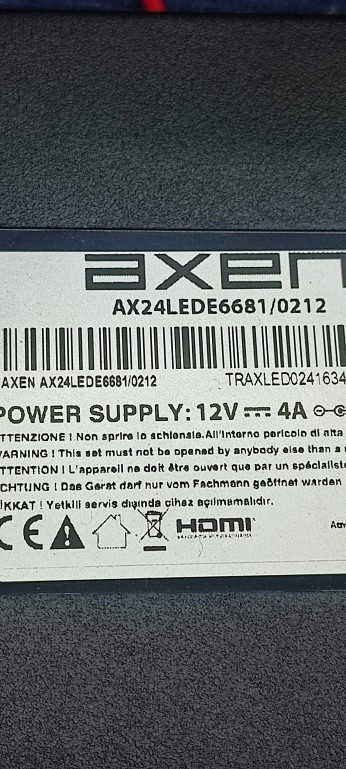 axen
AX24LEDE6681/0212
AXEN AX24LEDE6681/0212
TRAXLED0241634
POWER SUPPLY: 12V 4A
TTENZIONE ! Non aprire lo schienale.All'interno pericolo di alta
ARNING ! This set must not be opened by anybody else than a
TTENTION ! L'appareil ne doit être ouvert que par un spécialiste
CHTUNG ! Das Gerät darf nur vom Fachmann geöffnet warden
İKKAT ! Yetkili servis dışında cihaz açılmamalıdır.
CE HDMI